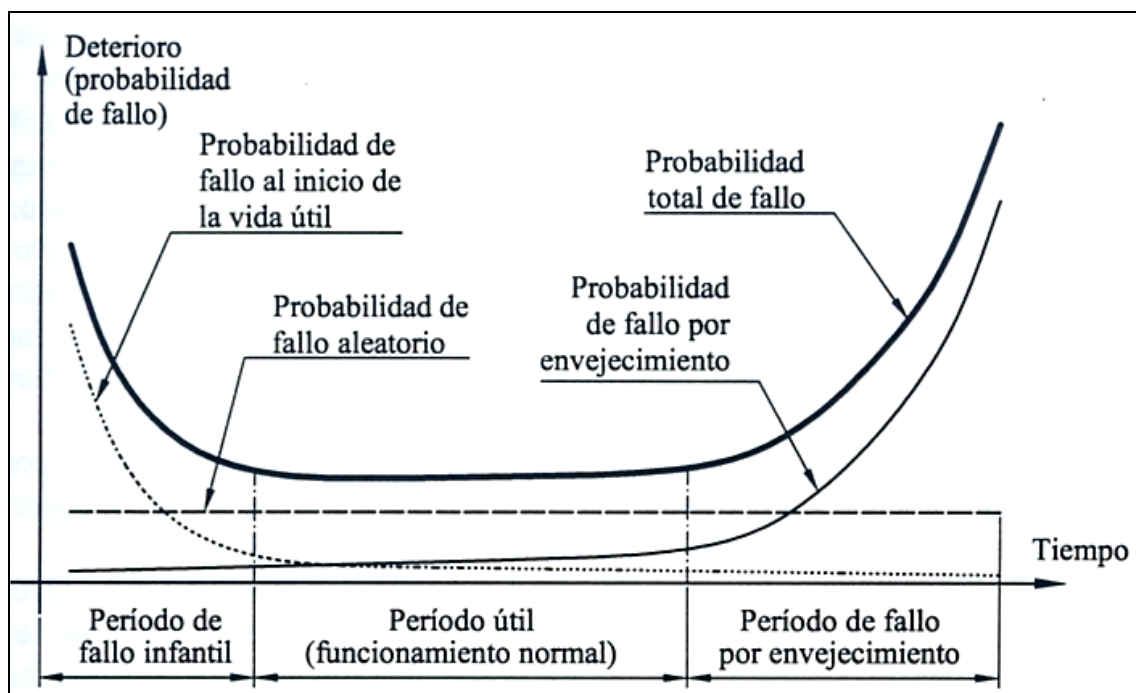 Deterioro
(probabilidad
de fallo)
Probabilidad de
fallo al inicio de
la vida útil
Probabilidad
total de fallo
Probabilidad de
fallo aleatorio
Probabilidad
de fallo por
envejecimiento
Tiempo
Período de
fallo infantil
Período útil
(funcionamiento normal)
Período de fallo
por envejecimiento